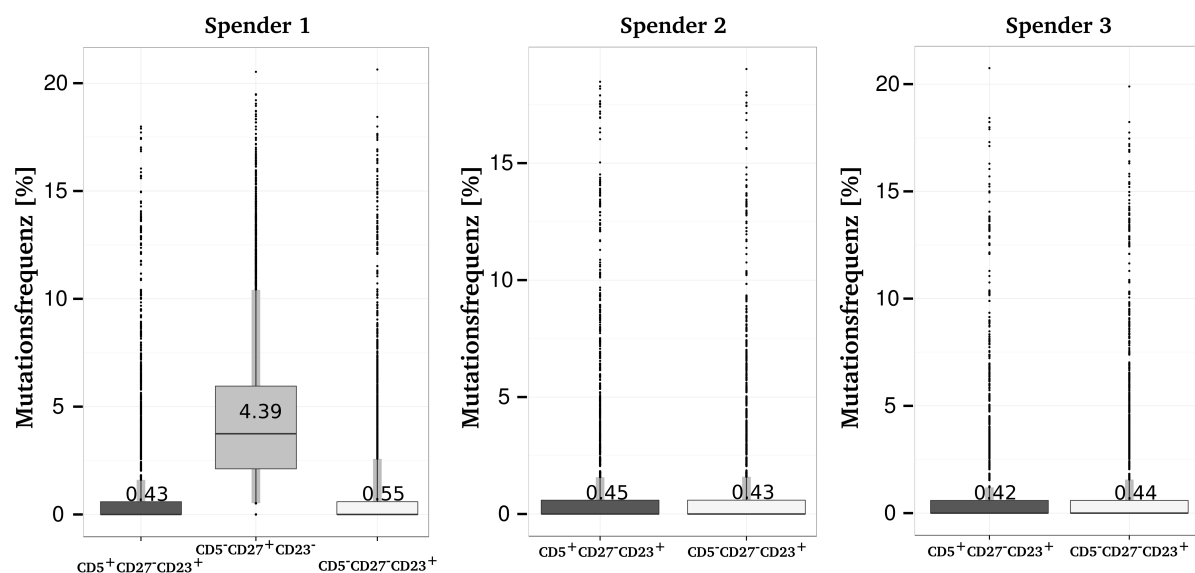 Spender 1
Mutationsfrequenz [%]
20
15
10
5
0
4.39
0.43
0.55
CD5⁻CD27⁺CD23⁻
CD5⁺CD27⁻CD23⁺
CD5⁻CD27⁻CD23⁺
Spender 2
Mutationsfrequenz [%]
15
10
5
0
0.45
0.43
CD5⁺CD27⁻CD23⁺
CD5⁻CD27⁻CD23⁺
Spender 3
Mutationsfrequenz [%]
20
15
10
5
0
0.42
0.44
CD5⁺CD27⁻CD23⁺
CD5⁻CD27⁻CD23⁺